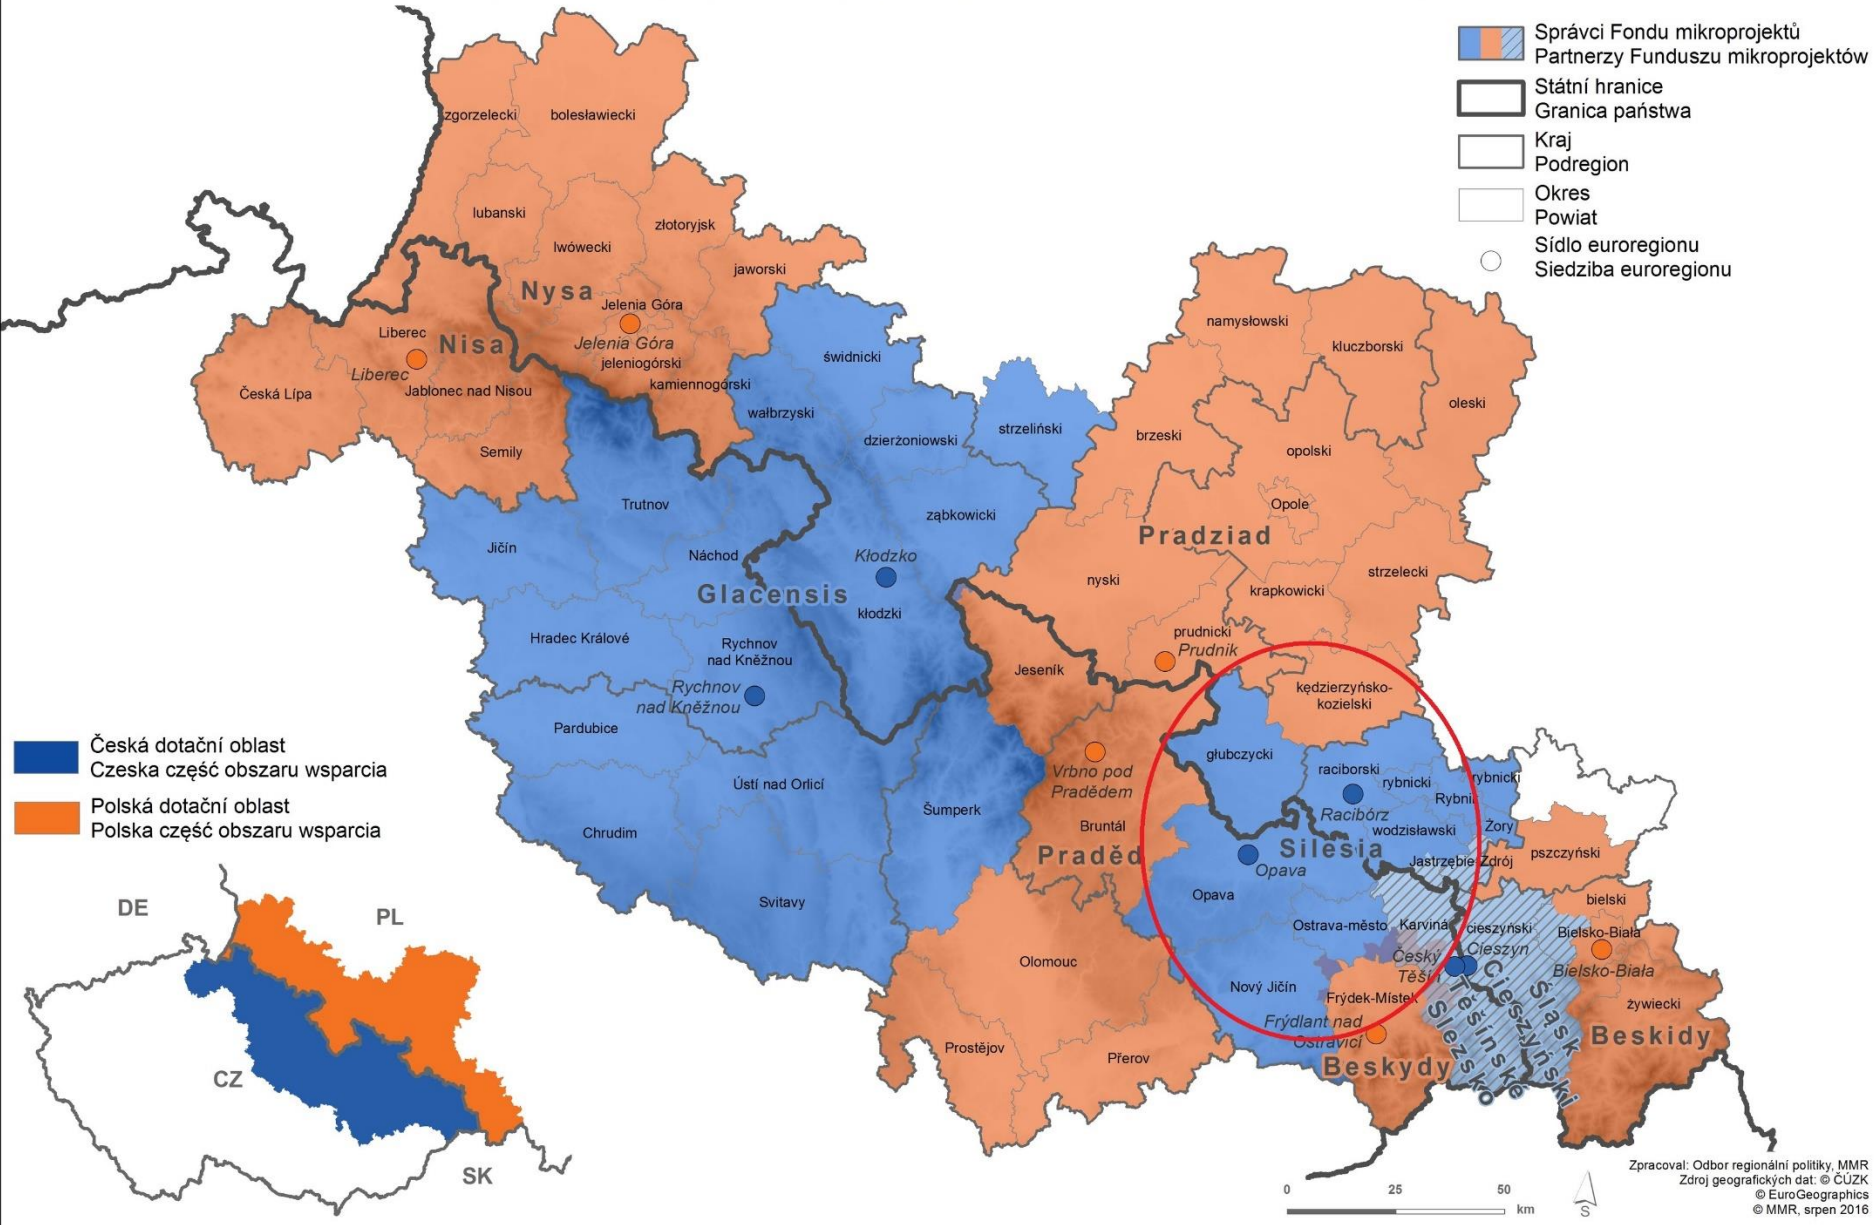 Správci Fondu mikroprojektů
Partnerzy Funduszu mikroprojektów
Státní hranice
Granica państwa
Kraj
Podregion
Okres
Powiat
Sídlo euroregionu
Siedziba euroregionu
zgorzelecki
bolesławiecki
lubanski
lwówecki
złotoryjsk
jaworski
Nysa
Jelenia Góra
Jelenia Góra
jeleniogórski
kamiennogórski
Liberec
Nisa
Liberec
Jablonec nad Nisou
Česká Lípa
Semily
świdnicki
wałbrzyski
dzierżoniowski
strzeliński
ząbkowicki
Kłodzko
kłodzki
Trutnov
Jičín
Náchod
Glacensis
Hradec Králové
Rychnov
nad Kněžnou
Rychnov
nad Kněžnou
Pardubice
Ústí nad Orlicí
Chrudim
Svitavy
Šumperk
namysłowski
kluczborski
oleski
brzeski
opolski
Opole
Pradziad
nyski
strzelecki
krapkowicki
prudnicki
Prudnik
Jeseník
kędzierzyńsko-
kozielski
Vrbno pod
Pradědem
Bruntál
Praděd
głubczycki
raciborski
rybnicki
rybnicki
Rybnik
Racibórz
wodzisławski
Żory
Silesia
Jastrzębie-Zdrój
pszczyński
Opava
Opava
Ostrava-město
Karviná
cieszyński
Cieszyn
Český
Těšín
bielski
Bielsko-Biała
Bielsko-Biała
Olomouc
Nový Jičín
Frýdek-Místek
Frýdlant nad
Ostravicí
Beskydy
Těšínské
Slezsko
Śląsk
Cieszyński
żywiecki
Beskidy
Prostějov
Přerov
Česká dotační oblast
Czeska część obszaru wsparcia
Polská dotační oblast
Polska część obszaru wsparcia
DE
PL
CZ
SK
0
25
50
km
S
Zpracoval: Odbor regionální politiky, MMR
Zdroj geografických dat: © ČÚZK
© EuroGeographics
© MMR, srpen 2016